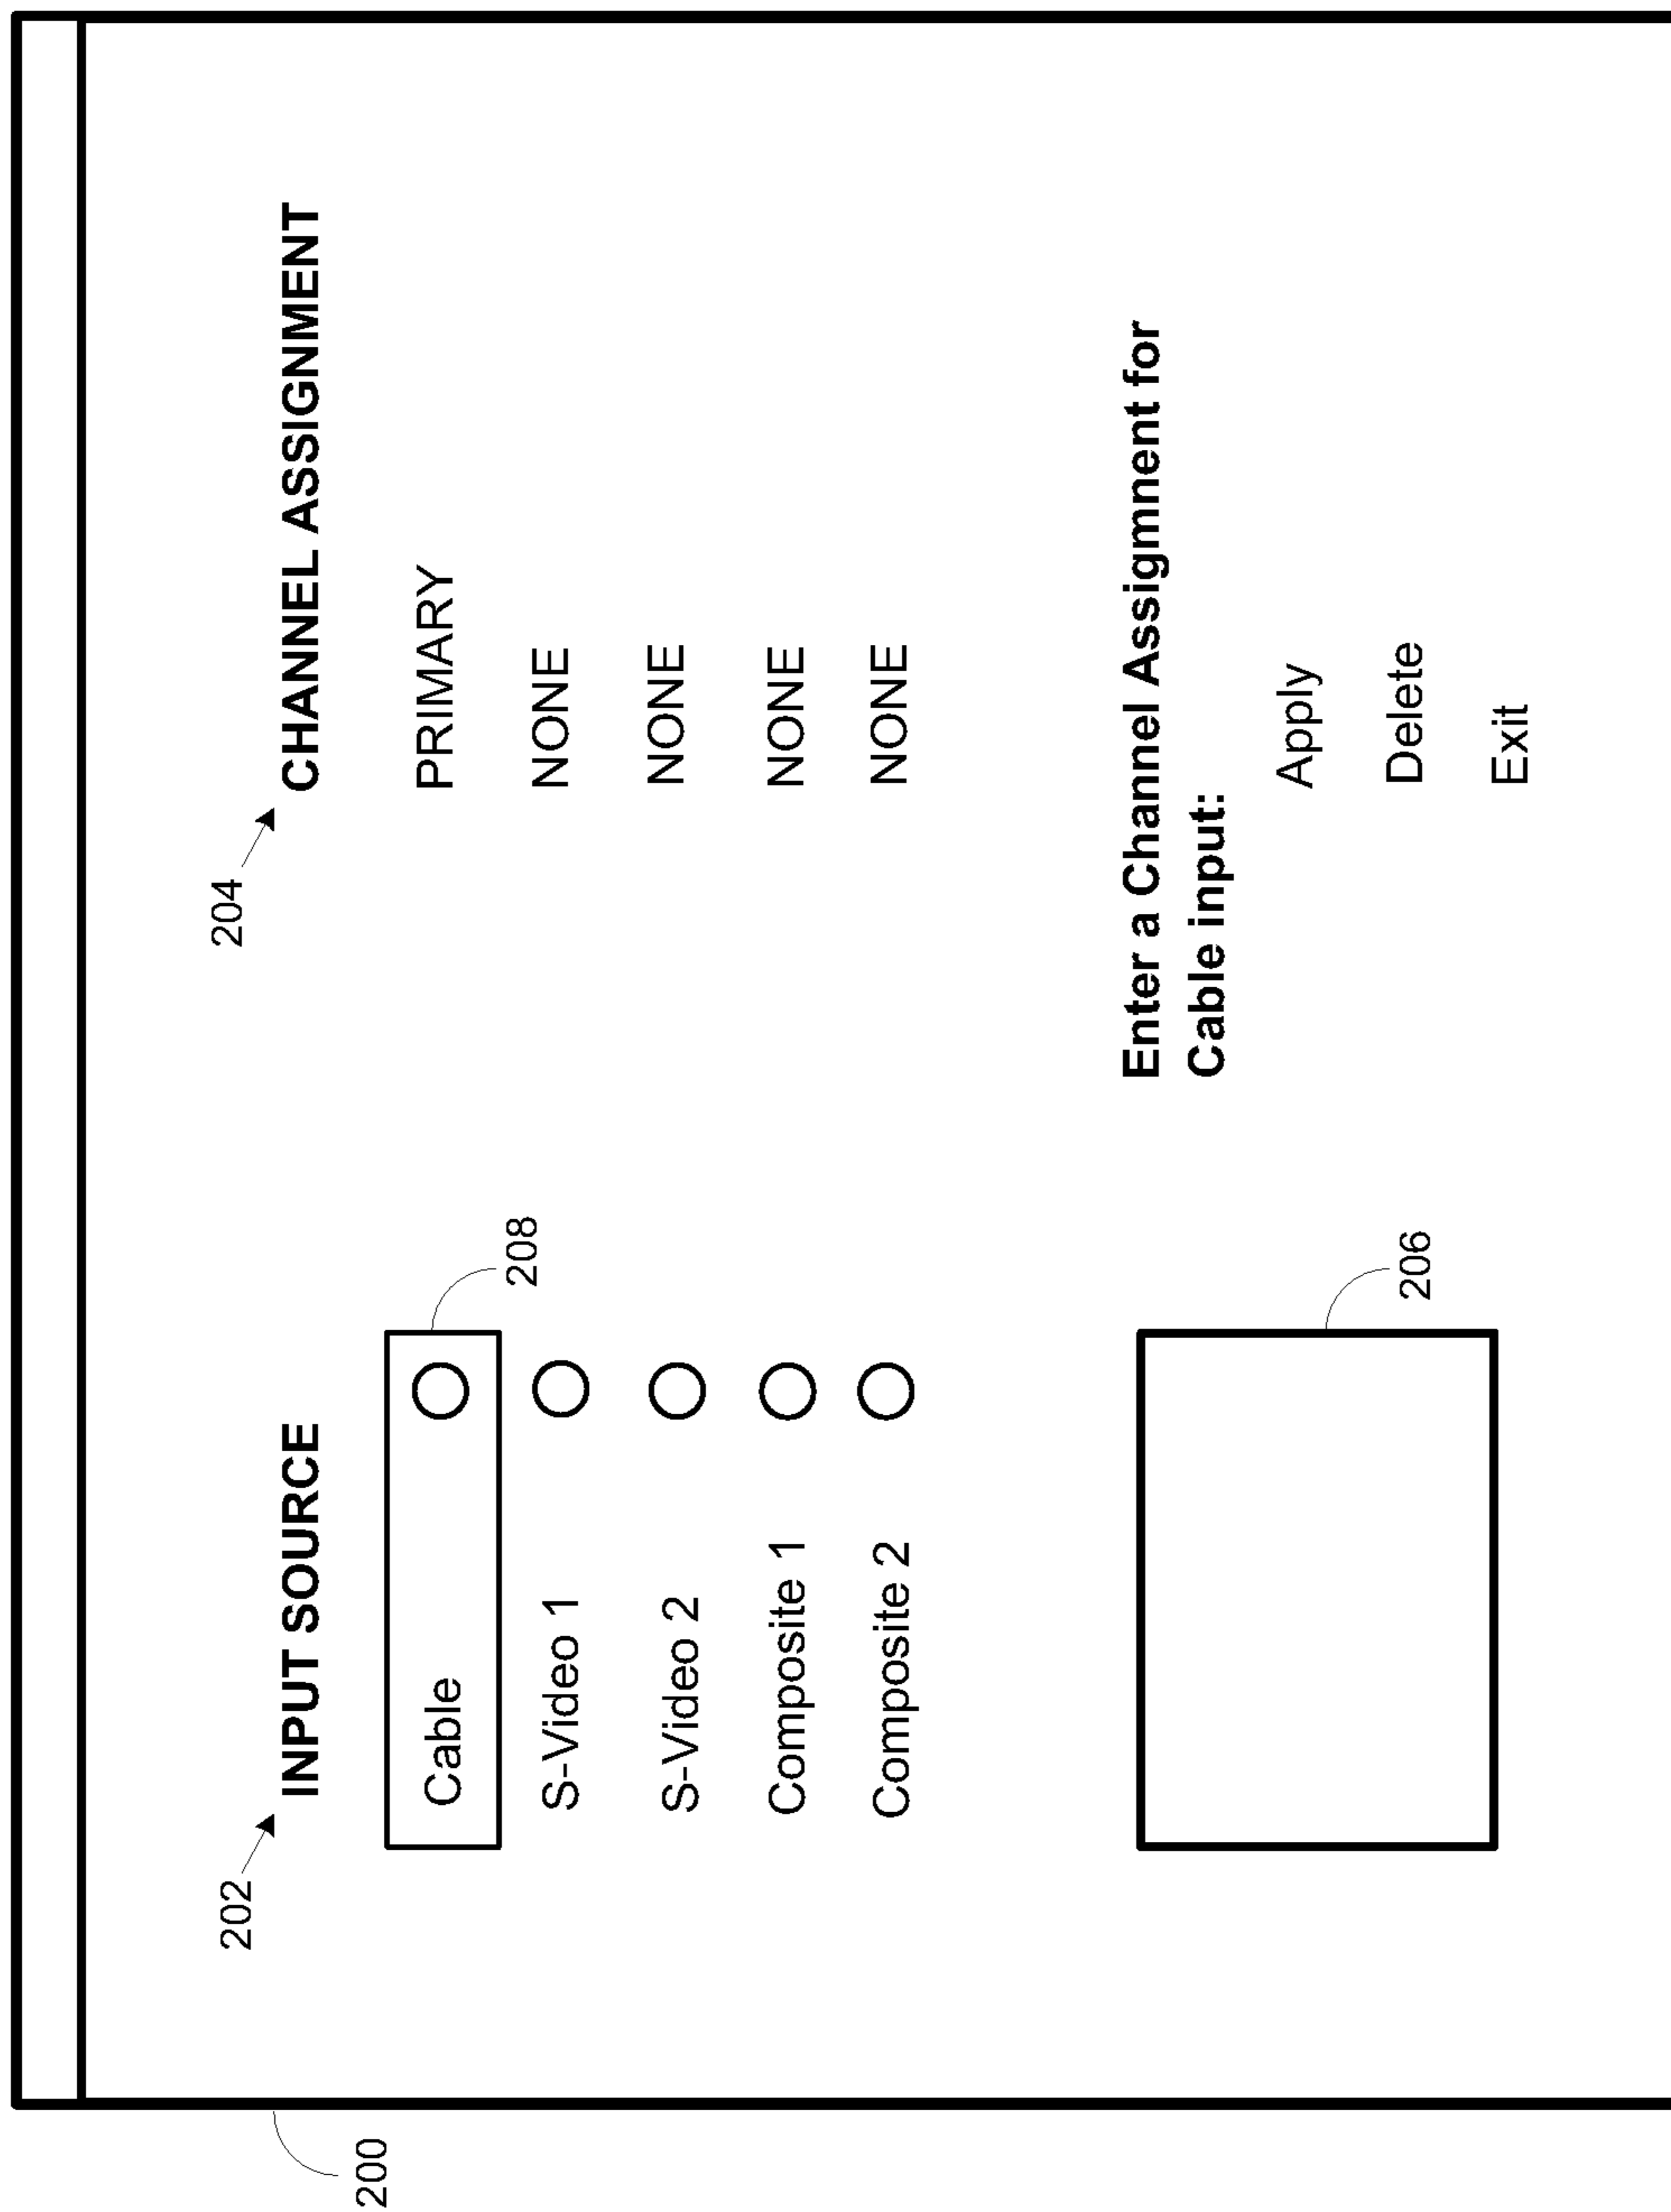 200
202
204
INPUT SOURCE
CHANNEL ASSIGNMENT
Cable
PRIMARY
208
S-Video 1
NONE
S-Video 2
NONE
Composite 1
NONE
Composite 2
NONE
Enter a Channel Assignment for
Cable input:
Apply
206
Delete
Exit